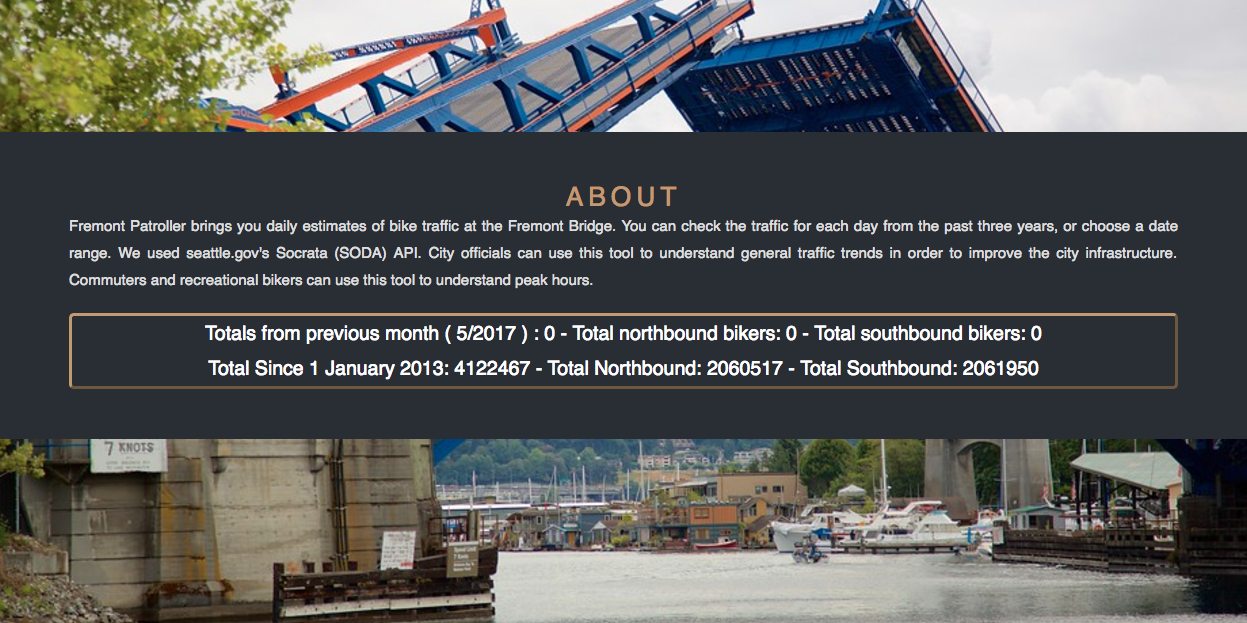 ABOUT
Fremont Patroller brings you daily estimates of bike traffic at the Fremont Bridge. You can check the traffic for each day from the past three years, or choose a date
range. We used seattle.gov's Socrata (SODA) API. City officials can use this tool to understand general traffic trends in order to improve the city infrastructure.
Commuters and recreational bikers can use this tool to understand peak hours.
Totals from previous month ( 5/2017 ) : 0 - Total northbound bikers: 0 - Total southbound bikers: 0
Total Since 1 January 2013: 4122467 - Total Northbound: 2060517 - Total Southbound: 2061950
7 KNOTS
Speed Limit
7 Knots